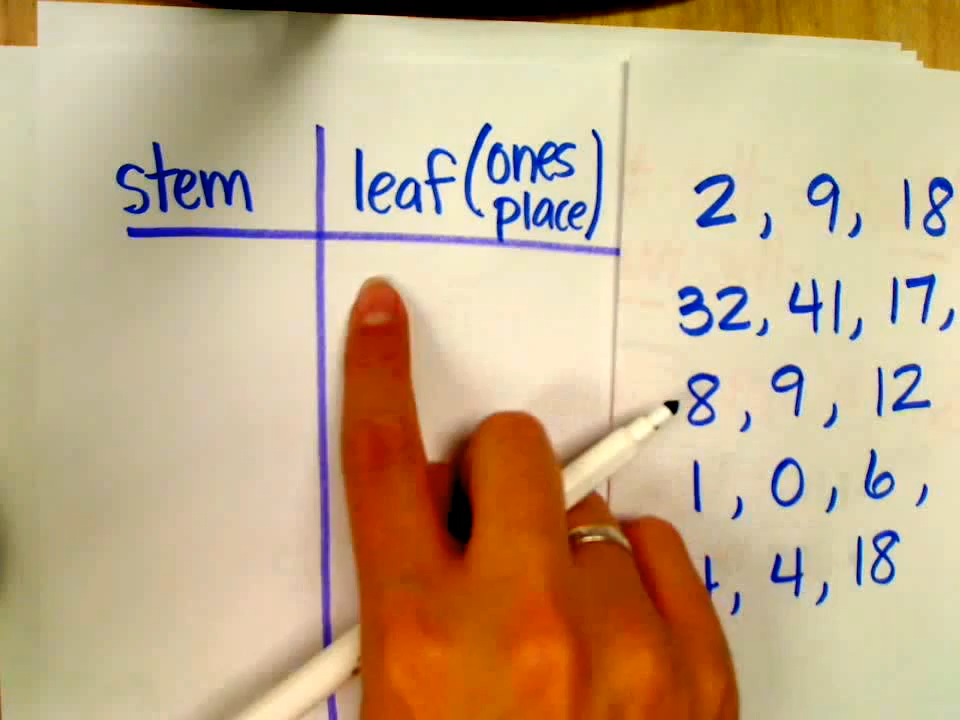 stem
leaf (ones place)
2, 9, 18
32, 41, 17,
8, 9, 12
1, 0, 6,
, 4, 18